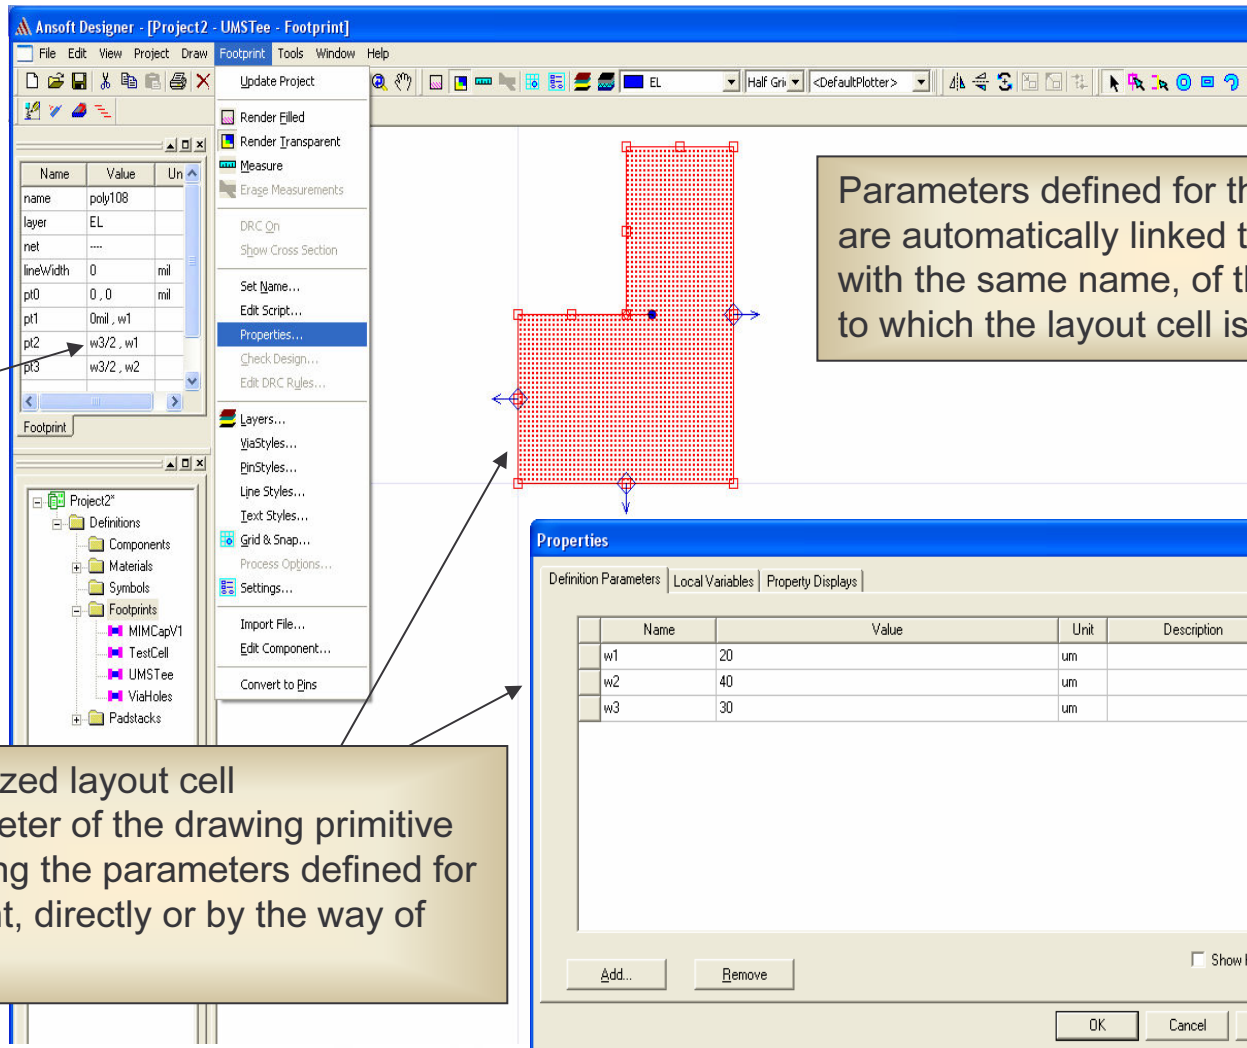 Ansoft Designer - [Project2 - UMSTee - Footprint]
File Edit View Project Draw Footprint Tools Window Help
EL Half Gri <DefaultPlotter>
Name Value Un
name poly108
layer EL
net ----
lineWidth 0 mil
pt0 0 , 0 mil
pt1 0mil , w1
pt2 w3/2 , w1
pt3 w3/2 , w2
Footprint
Project2*
Definitions
Components
Materials
Symbols
Footprints
MIMCapV1
TestCell
UMSTee
ViaHoles
Padstacks
Update Project
Render Filled
Render Transparent
Measure
Erase Measurements
DRC On
Show Cross Section
Set Name...
Edit Script...
Properties...
Check Design...
Edit DRC Rules...
Layers...
ViaStyles...
PinStyles...
Line Styles...
Text Styles...
Grid & Snap...
Process Options...
Settings...
Import File...
Edit Component...
Convert to Pins
Parameters defined for th
are automatically linked t
with the same name, of th
to which the layout cell is
zed layout cell
eter of the drawing primitive
ng the parameters defined for
nt, directly or by the way of
Properties
Definition Parameters Local Variables Property Displays
Name Value Unit Description
w1 20 um
w2 40 um
w3 30 um
Add... Remove
Show
OK Cancel